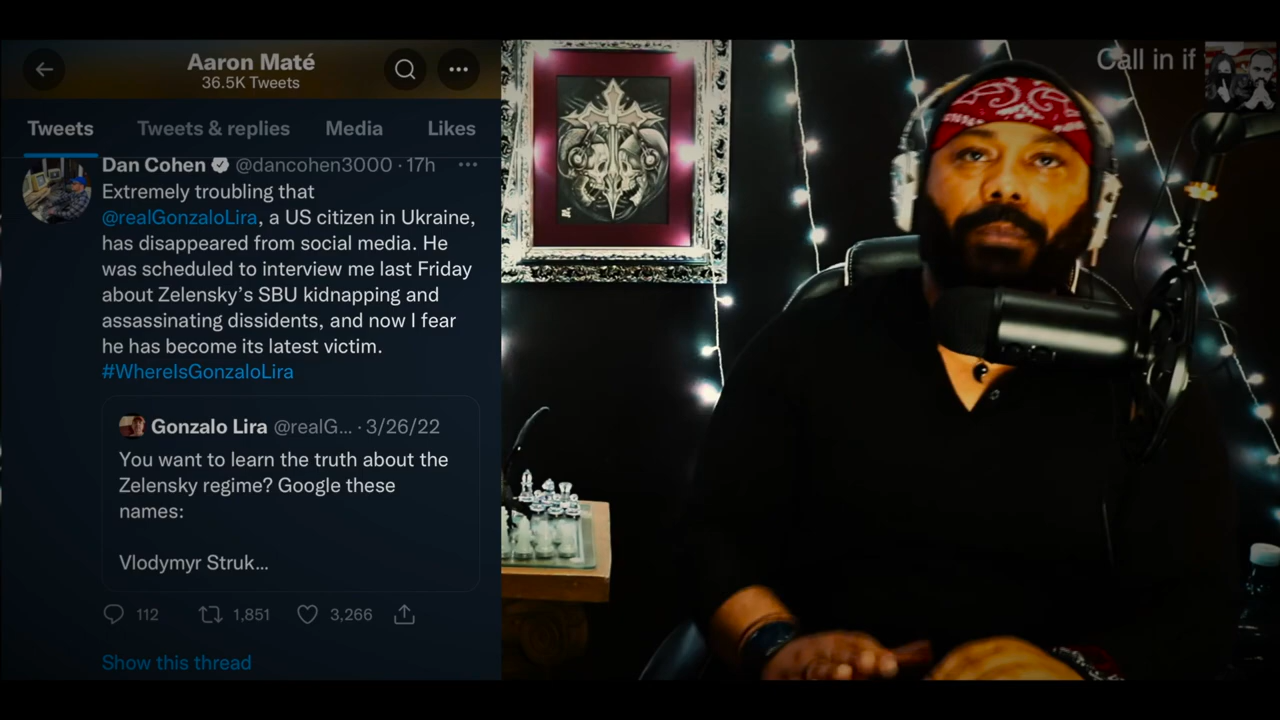 Aaron Maté
36.5K Tweets
Tweets
Tweets & replies
Media
Likes
Dan Cohen @dancohen3000 · 17h
Extremely troubling that
@realGonzaloLira, a US citizen in Ukraine,
has disappeared from social media. He
was scheduled to interview me last Friday
about Zelensky’s SBU kidnapping and
assassinating dissidents, and now I fear
he has become its latest victim.
#WhereIsGonzaloLira
Gonzalo Lira @realG... · 3/26/22
You want to learn the truth about the
Zelensky regime? Google these
names:
Vlodymyr Struk...
112
1,851
3,266
Show this thread
Call in if